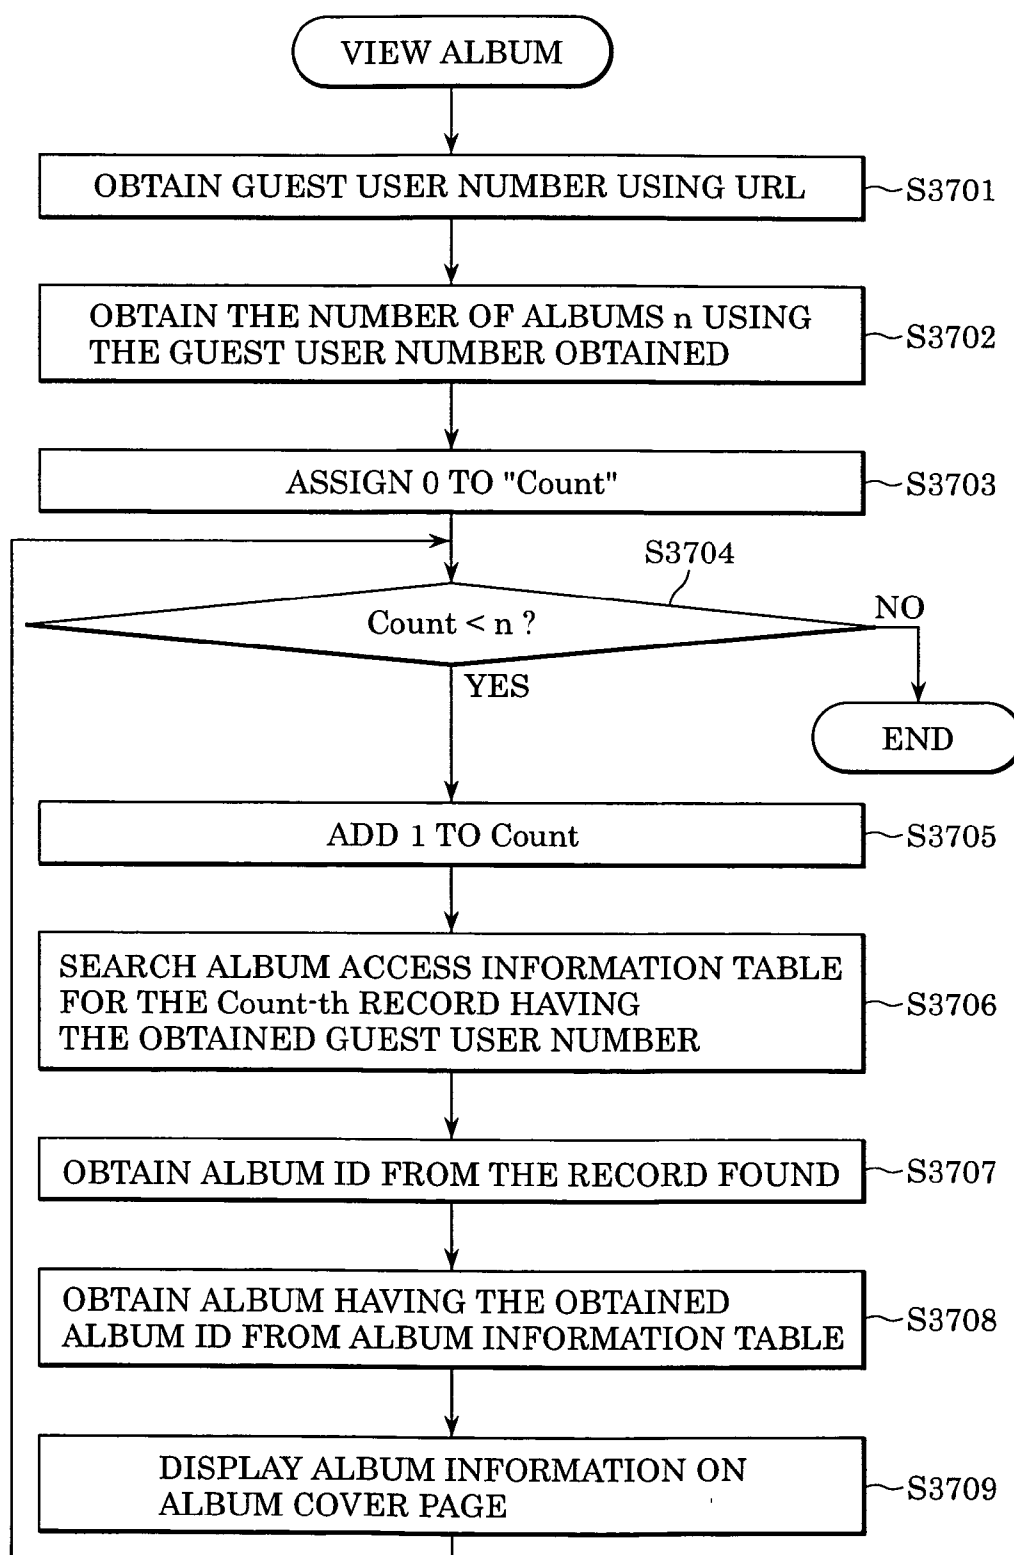 VIEW ALBUM
OBTAIN GUEST USER NUMBER USING URL
S3701
OBTAIN THE NUMBER OF ALBUMS n USING
THE GUEST USER NUMBER OBTAINED
S3702
ASSIGN 0 TO "Count"
S3703
S3704
Count < n ?
NO
YES
END
ADD 1 TO Count
S3705
SEARCH ALBUM ACCESS INFORMATION TABLE
FOR THE Count-th RECORD HAVING
THE OBTAINED GUEST USER NUMBER
S3706
OBTAIN ALBUM ID FROM THE RECORD FOUND
S3707
OBTAIN ALBUM HAVING THE OBTAINED
ALBUM ID FROM ALBUM INFORMATION TABLE
S3708
DISPLAY ALBUM INFORMATION ON
ALBUM COVER PAGE
S3709